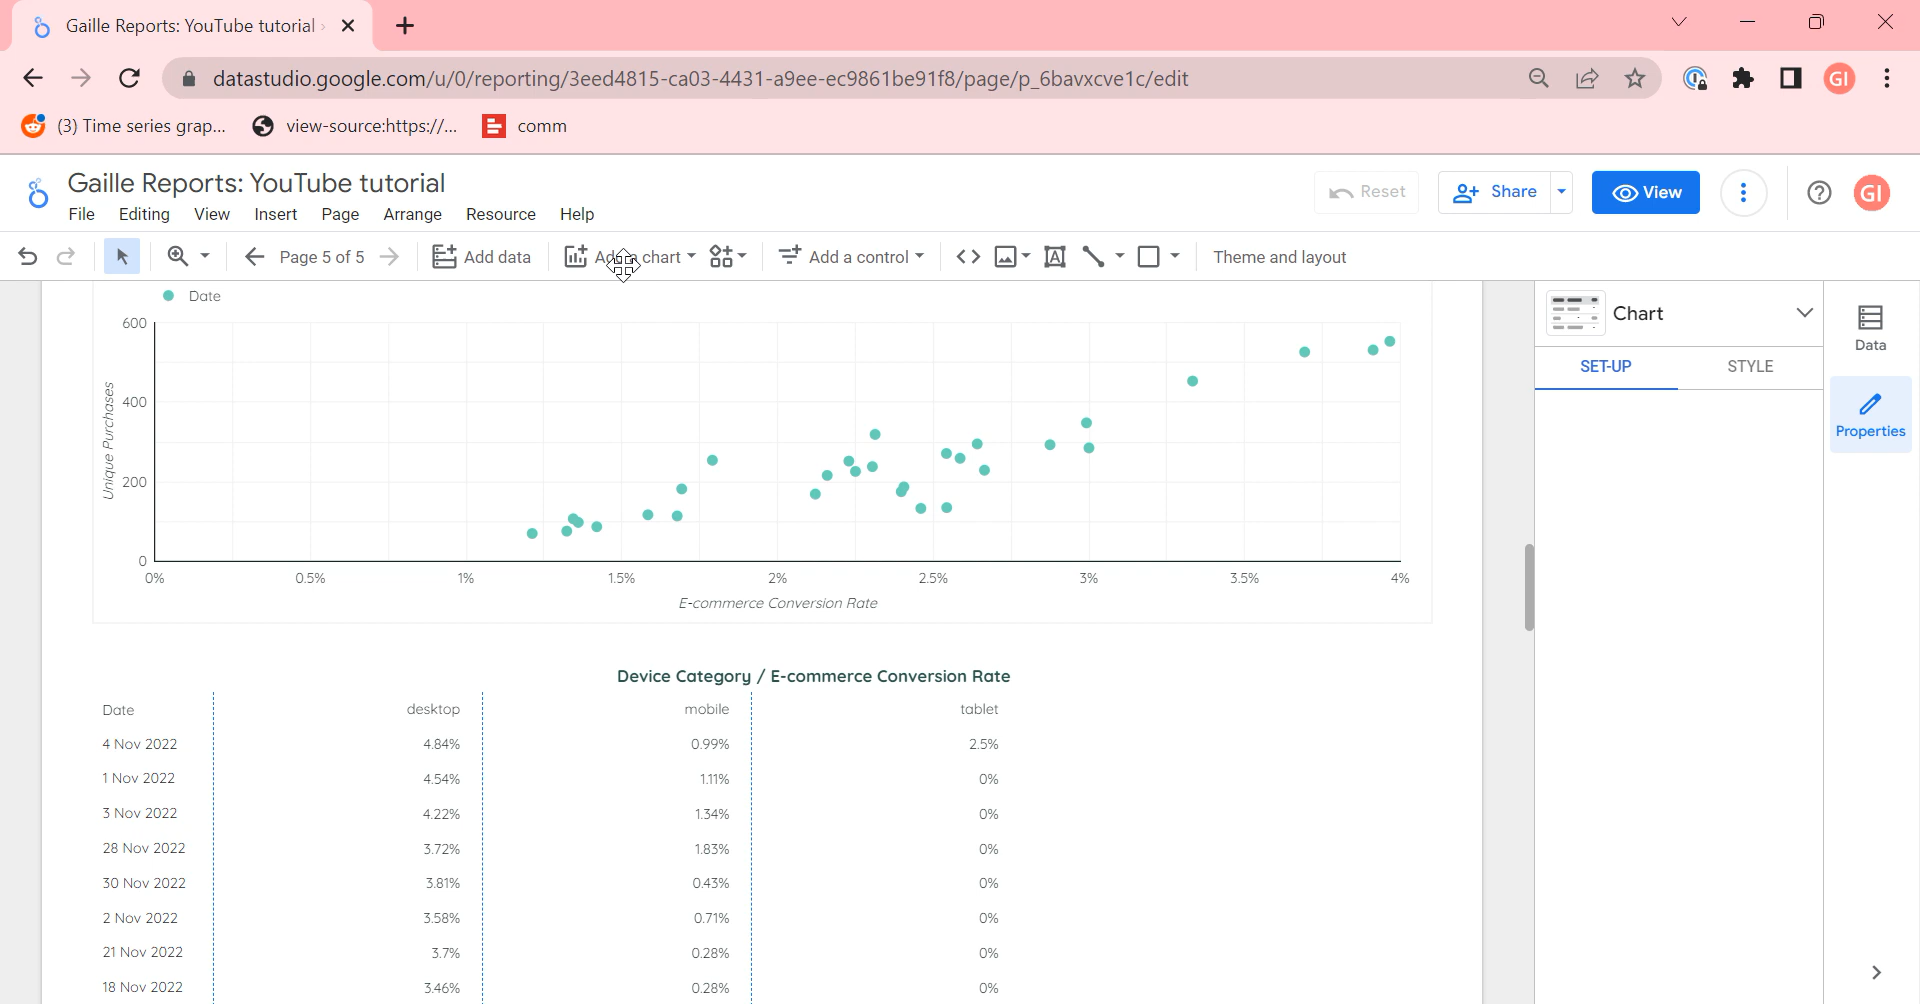 Gaille Reports: YouTube tutorial ›
datastudio.google.com/u/0/reporting/3eed4815-ca03-4431-a9ee-ec9861be91f8/page/p_6bavxcve1c/edit
GI
(3) Time series grap... view-source:https://... comm
Gaille Reports: YouTube tutorial
Reset Share View GI
File Editing View Insert Page Arrange Resource Help
Page 5 of 5 Add data Add a chart Add a control Theme and layout
Date
Chart
Data
SET-UP STYLE
Properties
600
400
200
0
Unique Purchases
0% 0.5% 1% 1.5% 2% 2.5% 3% 3.5% 4%
E-commerce Conversion Rate
Device Category / E-commerce Conversion Rate
Date desktop mobile tablet
4 Nov 2022 4.84% 0.99% 2.5%
1 Nov 2022 4.54% 1.11% 0%
3 Nov 2022 4.22% 1.34% 0%
28 Nov 2022 3.72% 1.83% 0%
30 Nov 2022 3.81% 0.43% 0%
2 Nov 2022 3.58% 0.71% 0%
21 Nov 2022 3.7% 0.28% 0%
18 Nov 2022 3.46% 0.28% 0%